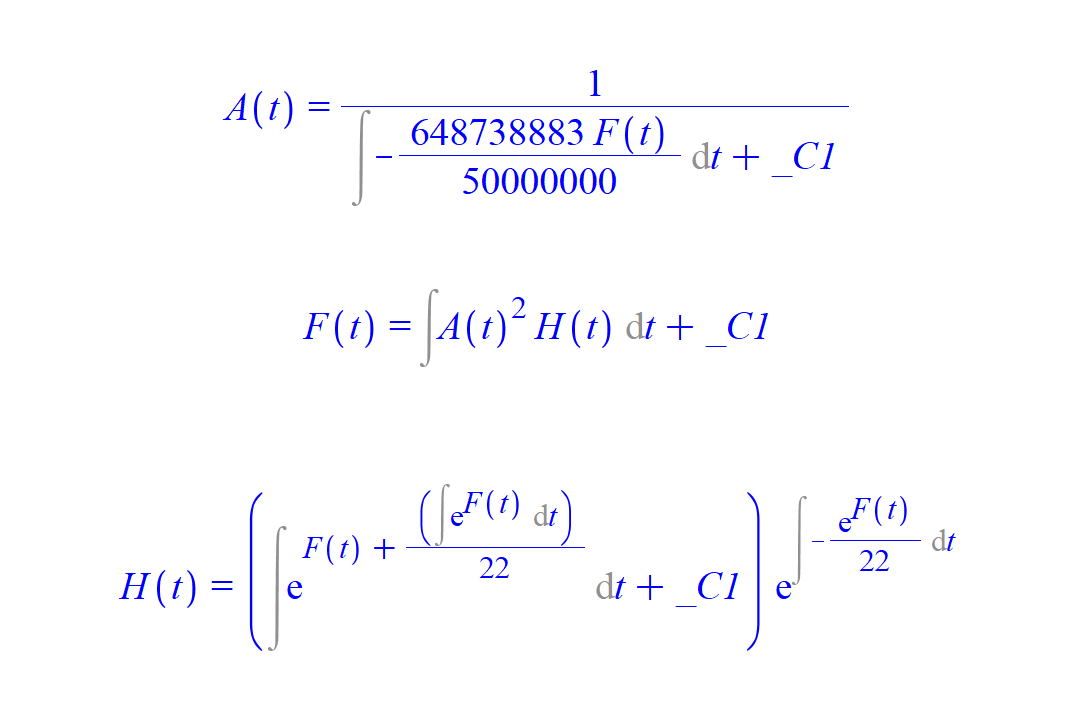 A(t) = 1 / (∫ - 648738883 F(t) / 50000000 dt + _C1)
F(t) = ∫ A(t)² H(t) dt + _C1
H(t) = (∫ e^(F(t) + (∫ e^(F(t)) dt) / 22) dt + _C1) e^(∫ - e^(F(t)) / 22 dt)